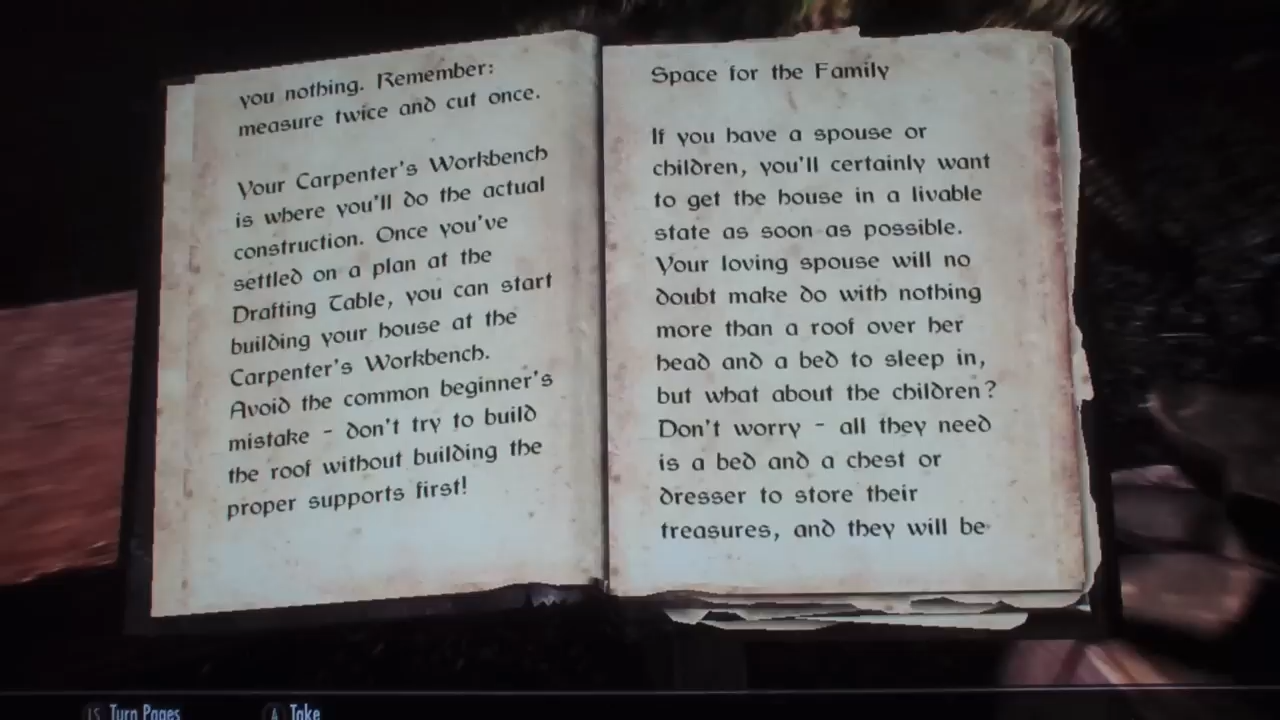 you nothing. Remember:
measure twice and cut once.
Your Carpenter's Workbench
is where you'll do the actual
construction. Once you've
settled on a plan at the
Drafting Table, you can start
building your house at the
Carpenter's Workbench.
Avoid the common beginner's
mistake - don't try to build
the roof without building the
proper supports first!
Space for the Family
If you have a spouse or
children, you'll certainly want
to get the house in a livable
state as soon as possible.
Your loving spouse will no
doubt make do with nothing
more than a roof over her
head and a bed to sleep in,
but what about the children?
Don't worry - all they need
is a bed and a chest or
dresser to store their
treasures, and they will be
LS Turn Pages
A Take